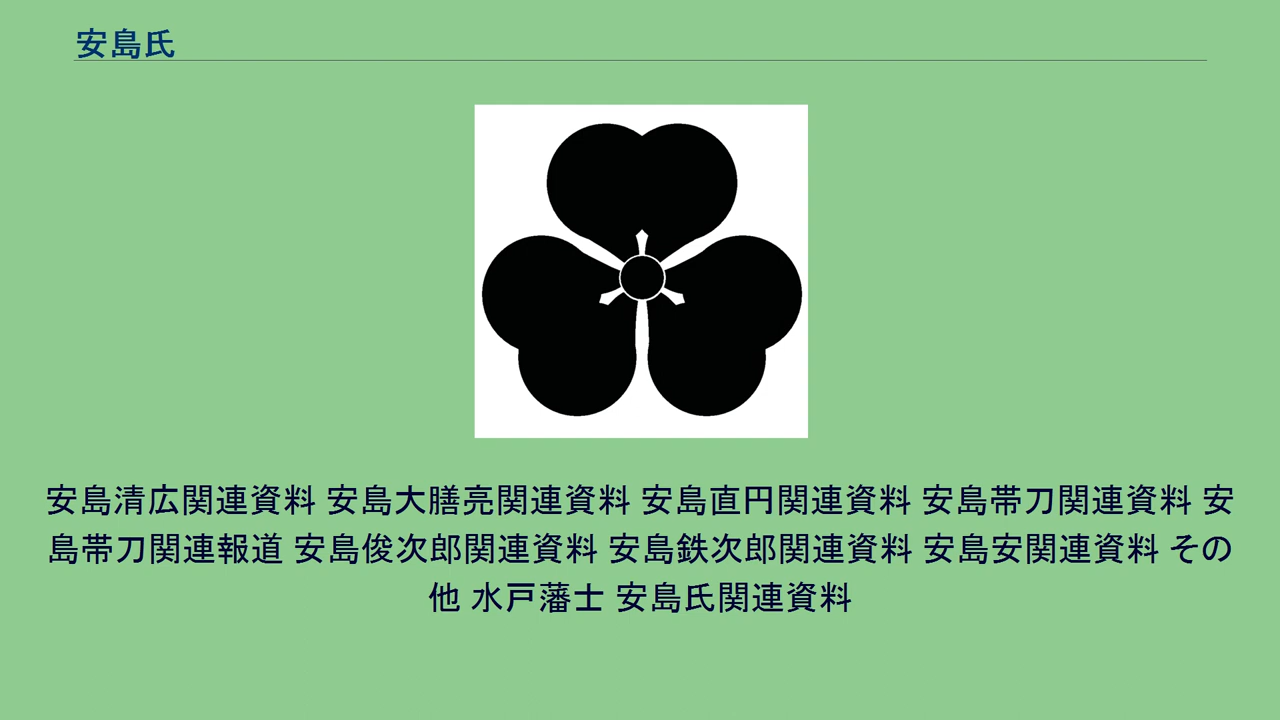 安島氏
安島清広関連資料 安島大膳亮関連資料 安島直円関連資料 安島帯刀関連資料 安
島帯刀関連報道 安島俊次郎関連資料 安島鉄次郎関連資料 安島安関連資料 その
他 水戸藩士 安島氏関連資料